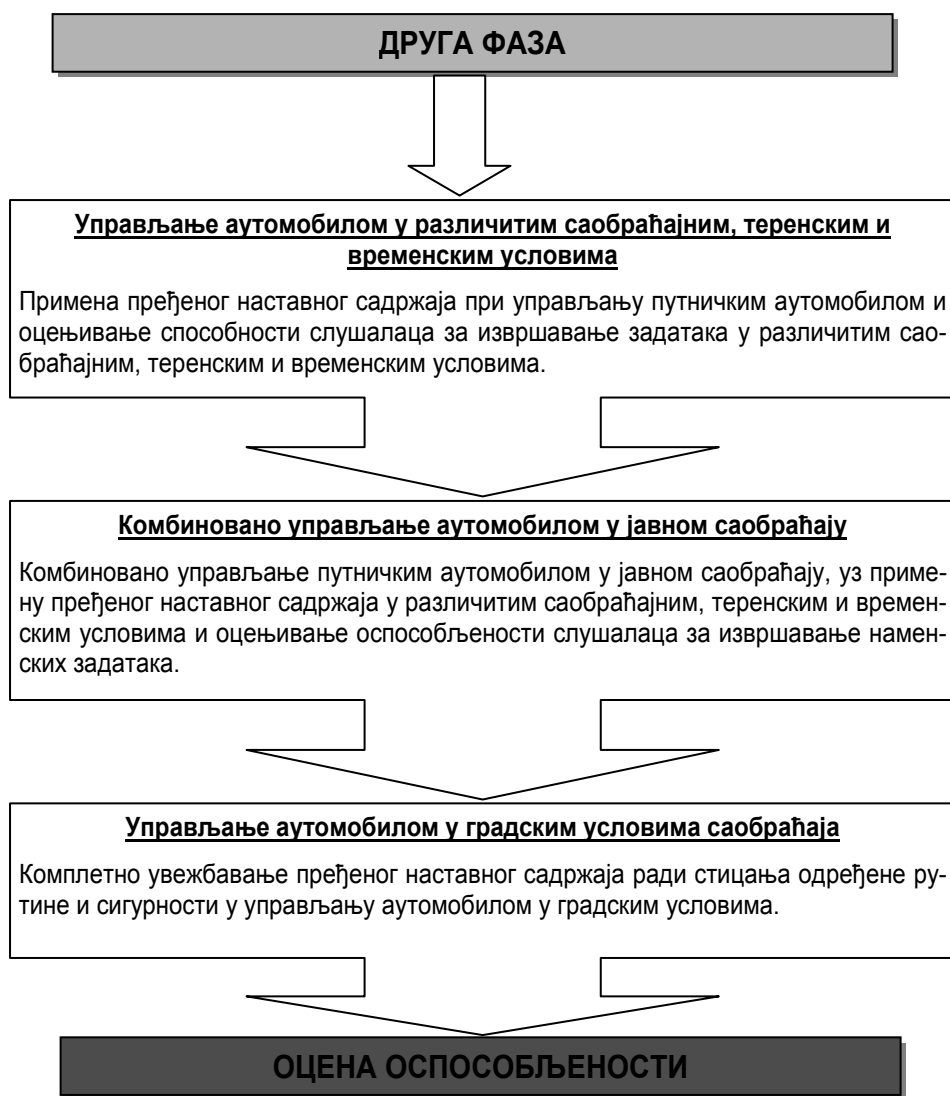 ДРУГА ФАЗА
Управљање аутомобилом у различитим саобраћајним, теренским и
временским условима
Примена пређеног наставног садржаја при управљању путничким аутомобилом и
оцењивање способности слушалаца за извршавање задатака у различитим сао-
браћајним, теренским и временским условима.
Комбиновано управљање аутомобилом у јавном саобраћају
Комбиновано управљање путничким аутомобилом у јавном саобраћају, уз приме-
ну пређеног наставног садржаја у различитим саобраћајним, теренским и времен-
ским условима и оцењивање оспособљености слушалаца за извршавање намен-
ских задатака.
Управљање аутомобилом у градским условима саобраћаја
Комплетно увежбавање пређеног наставног садржаја ради стицања одређене ру-
тине и сигурности у управљању аутомобилом у градским условима.
ОЦЕНА ОСПОСОБЉЕНОСТИ